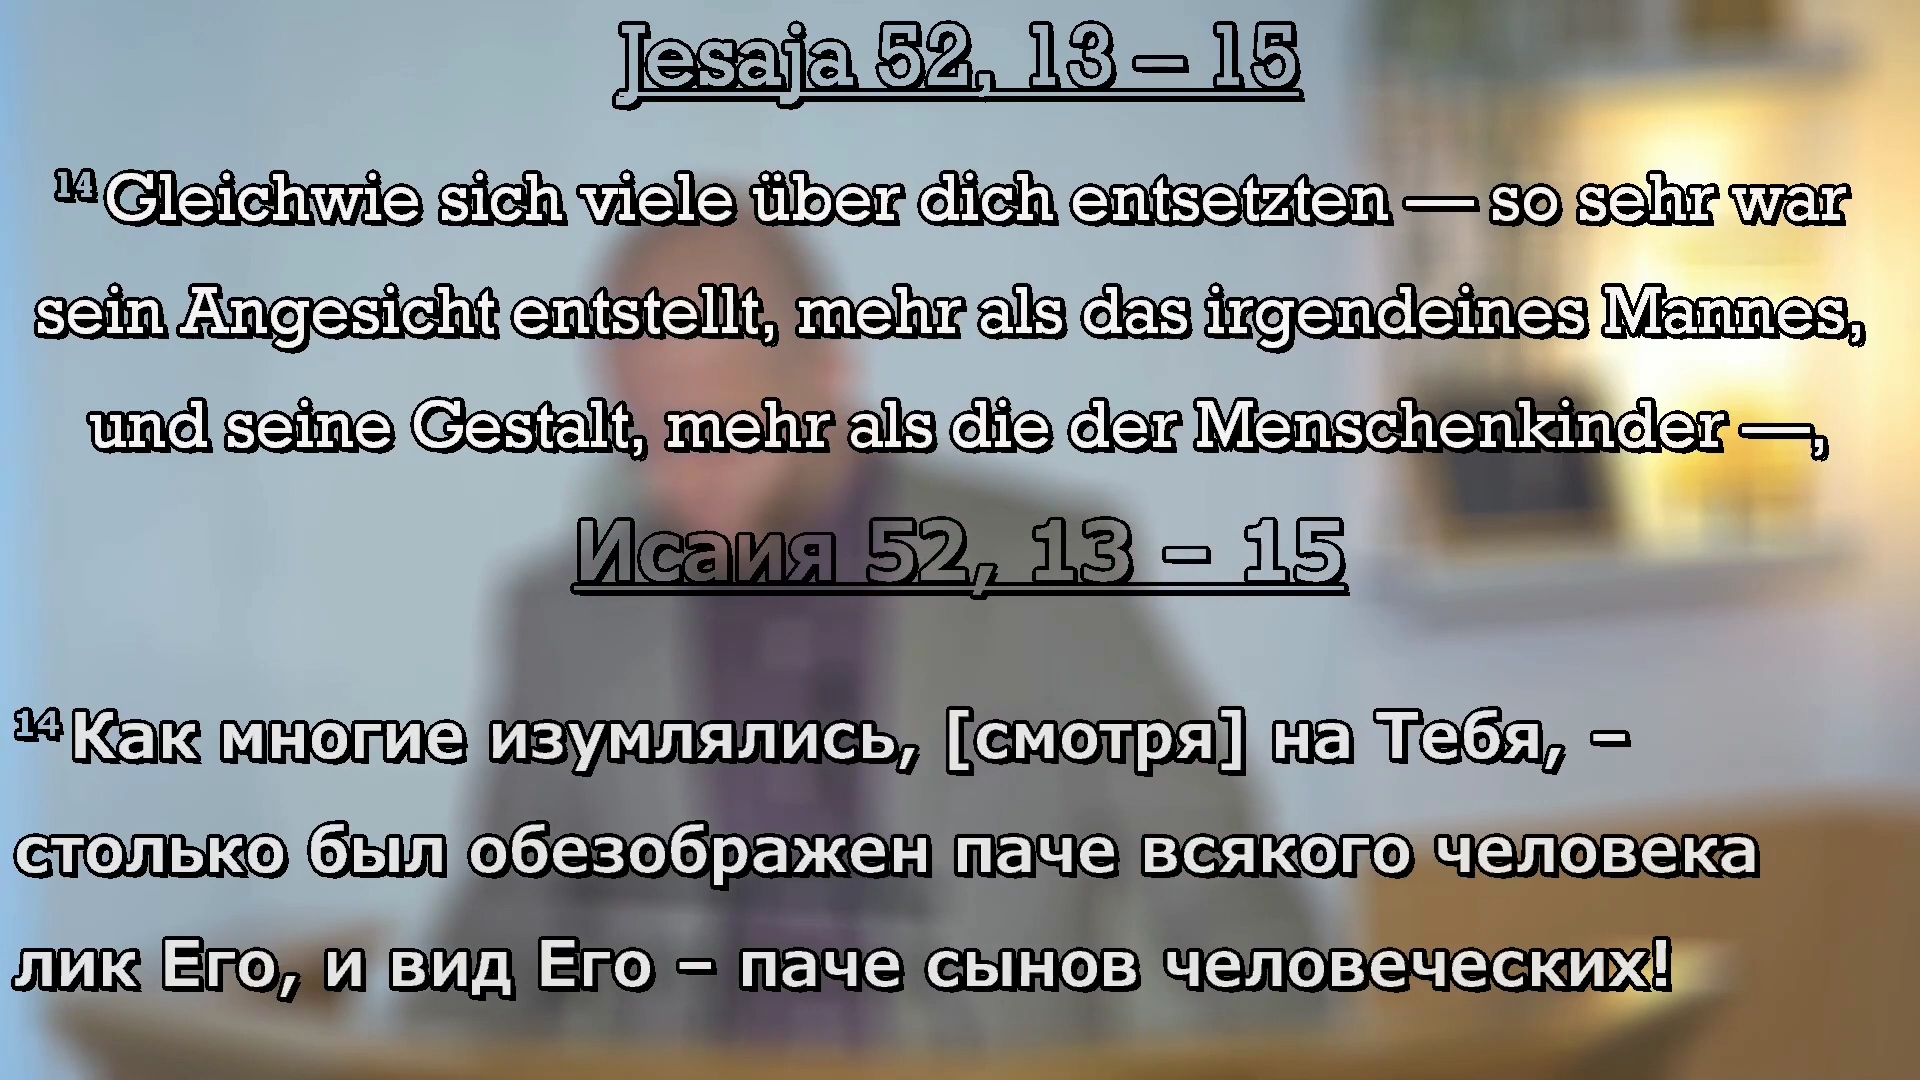 Jesaja 52, 13 – 15
14 Gleichwie sich viele über dich entsetzten — so sehr war
sein Angesicht entstellt, mehr als das irgendeines Mannes,
und seine Gestalt, mehr als die der Menschenkinder —,
Исаия 52, 13 – 15
14 Как многие изумлялись, [смотря] на Тебя, –
столько был обезображен паче всякого человека
лик Его, и вид Его – паче сынов человеческих!